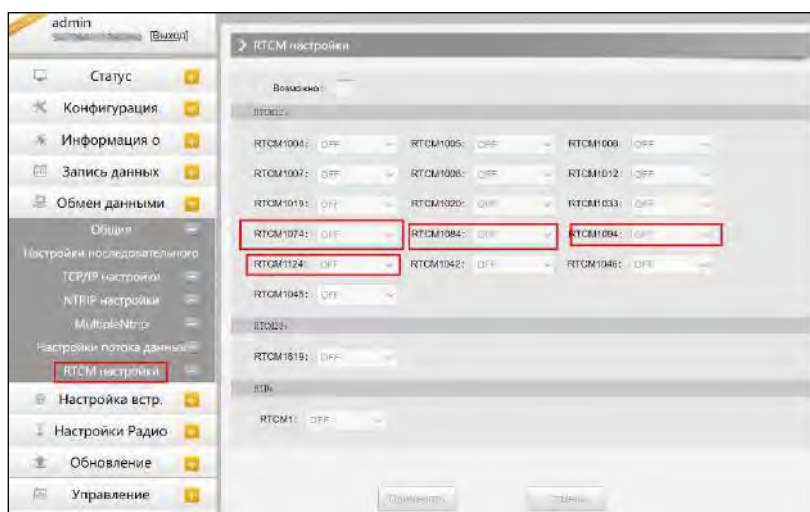 admin
[Выход]
RTCM настройки
Статус
Конфигурация
Информация о
Запись данных
Обмен данными
Общий
Настройки последовательного
TCP/IP настройки
NTRIP настройки
MultipleNtrip
Настройки потока данных
RTCM настройки
Настройка встр.
Настройки Радио
Обновление
Управление
Возможно:
RTCM1004: OFF RTCM1005: OFF RTCM1006 OFF
RTCM1007: OFF RTCM1008: OFF RTCM1012: OFF
RTCM1019: OFF RTCM1020: OFF RTCM1033: OFF
RTCM1074: OFF RTCM1084: OFF RTCM1094: OFF
RTCM1124: OFF RTCM1042: OFF RTCM1046: OFF
RTCM1045: OFF
RTCM1819: OFF
RTCM1: OFF
Применить